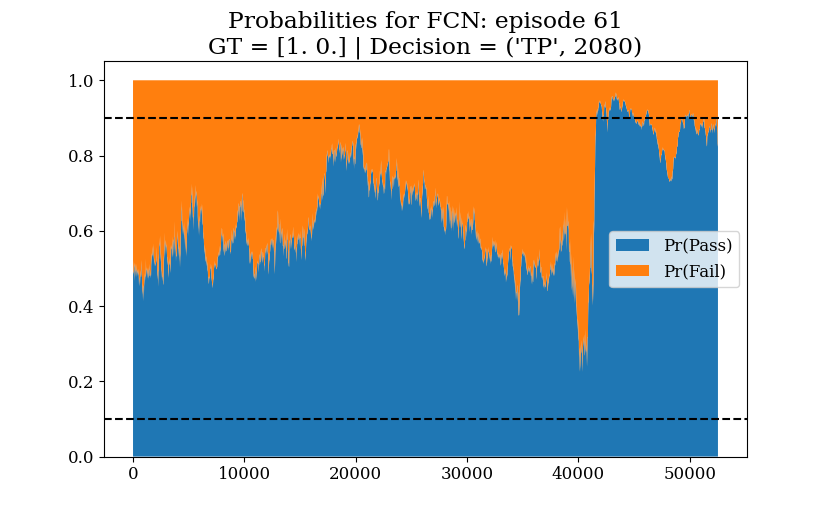 Probabilities for FCN: episode 61
GT = [1. 0.] | Decision = ('TP', 2080)
1.0
0.8
0.6
0.4
0.2
0.0
Pr(Pass)
Pr(Fail)
0 10000 20000 30000 40000 50000